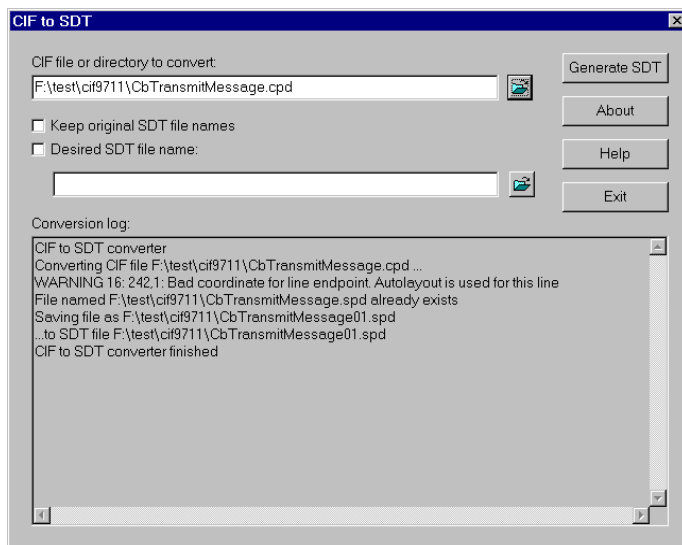 CIF to SDT
CIF file or directory to convert:
F:\test\cif9711\CbTransmitMessage.cpd
Generate SDT
About
Keep original SDT file names
Desired SDT file name:
Help
Exit
Conversion log:
CIF to SDT converter
Converting CIF file F:\test\cif9711\CbTransmitMessage.cpd ...
WARNING 16: 242,1: Bad coordinate for line endpoint. Autolayout is used for this line
File named F:\test\cif9711\CbTransmitMessage.spd already exists
Saving file as F:\test\cif9711\CbTransmitMessage01.spd
...to SDT file F:\test\cif9711\CbTransmitMessage01.spd
CIF to SDT converter finished